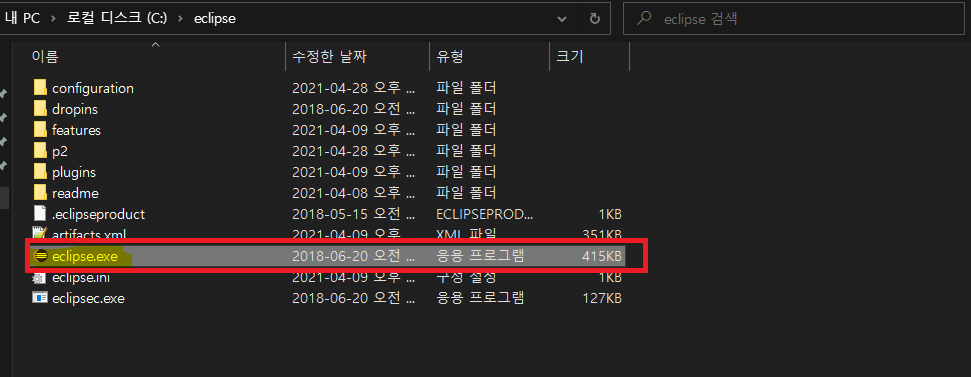 내 PC > 로컬 디스크 (C:) > eclipse
eclipse 검색
이름 수정한 날짜 유형 크기
configuration 2021-04-28 오후 ... 파일 폴더
dropins 2018-06-20 오전 ... 파일 폴더
features 2021-04-09 오후 ... 파일 폴더
p2 2021-04-28 오후 ... 파일 폴더
plugins 2021-04-09 오후 ... 파일 폴더
readme 2021-04-08 오후 ... 파일 폴더
.eclipseproduct 2018-05-15 오전 ... ECLIPSEPROD... 1KB
artifacts.xml 2021-04-09 오후 ... XML 파일 351KB
eclipse.exe 2018-06-20 오전 ... 응용 프로그램 415KB
eclipse.ini 2021-04-09 오후 ... 구성 설정 1KB
eclipsec.exe 2018-06-20 오전 ... 응용 프로그램 127KB